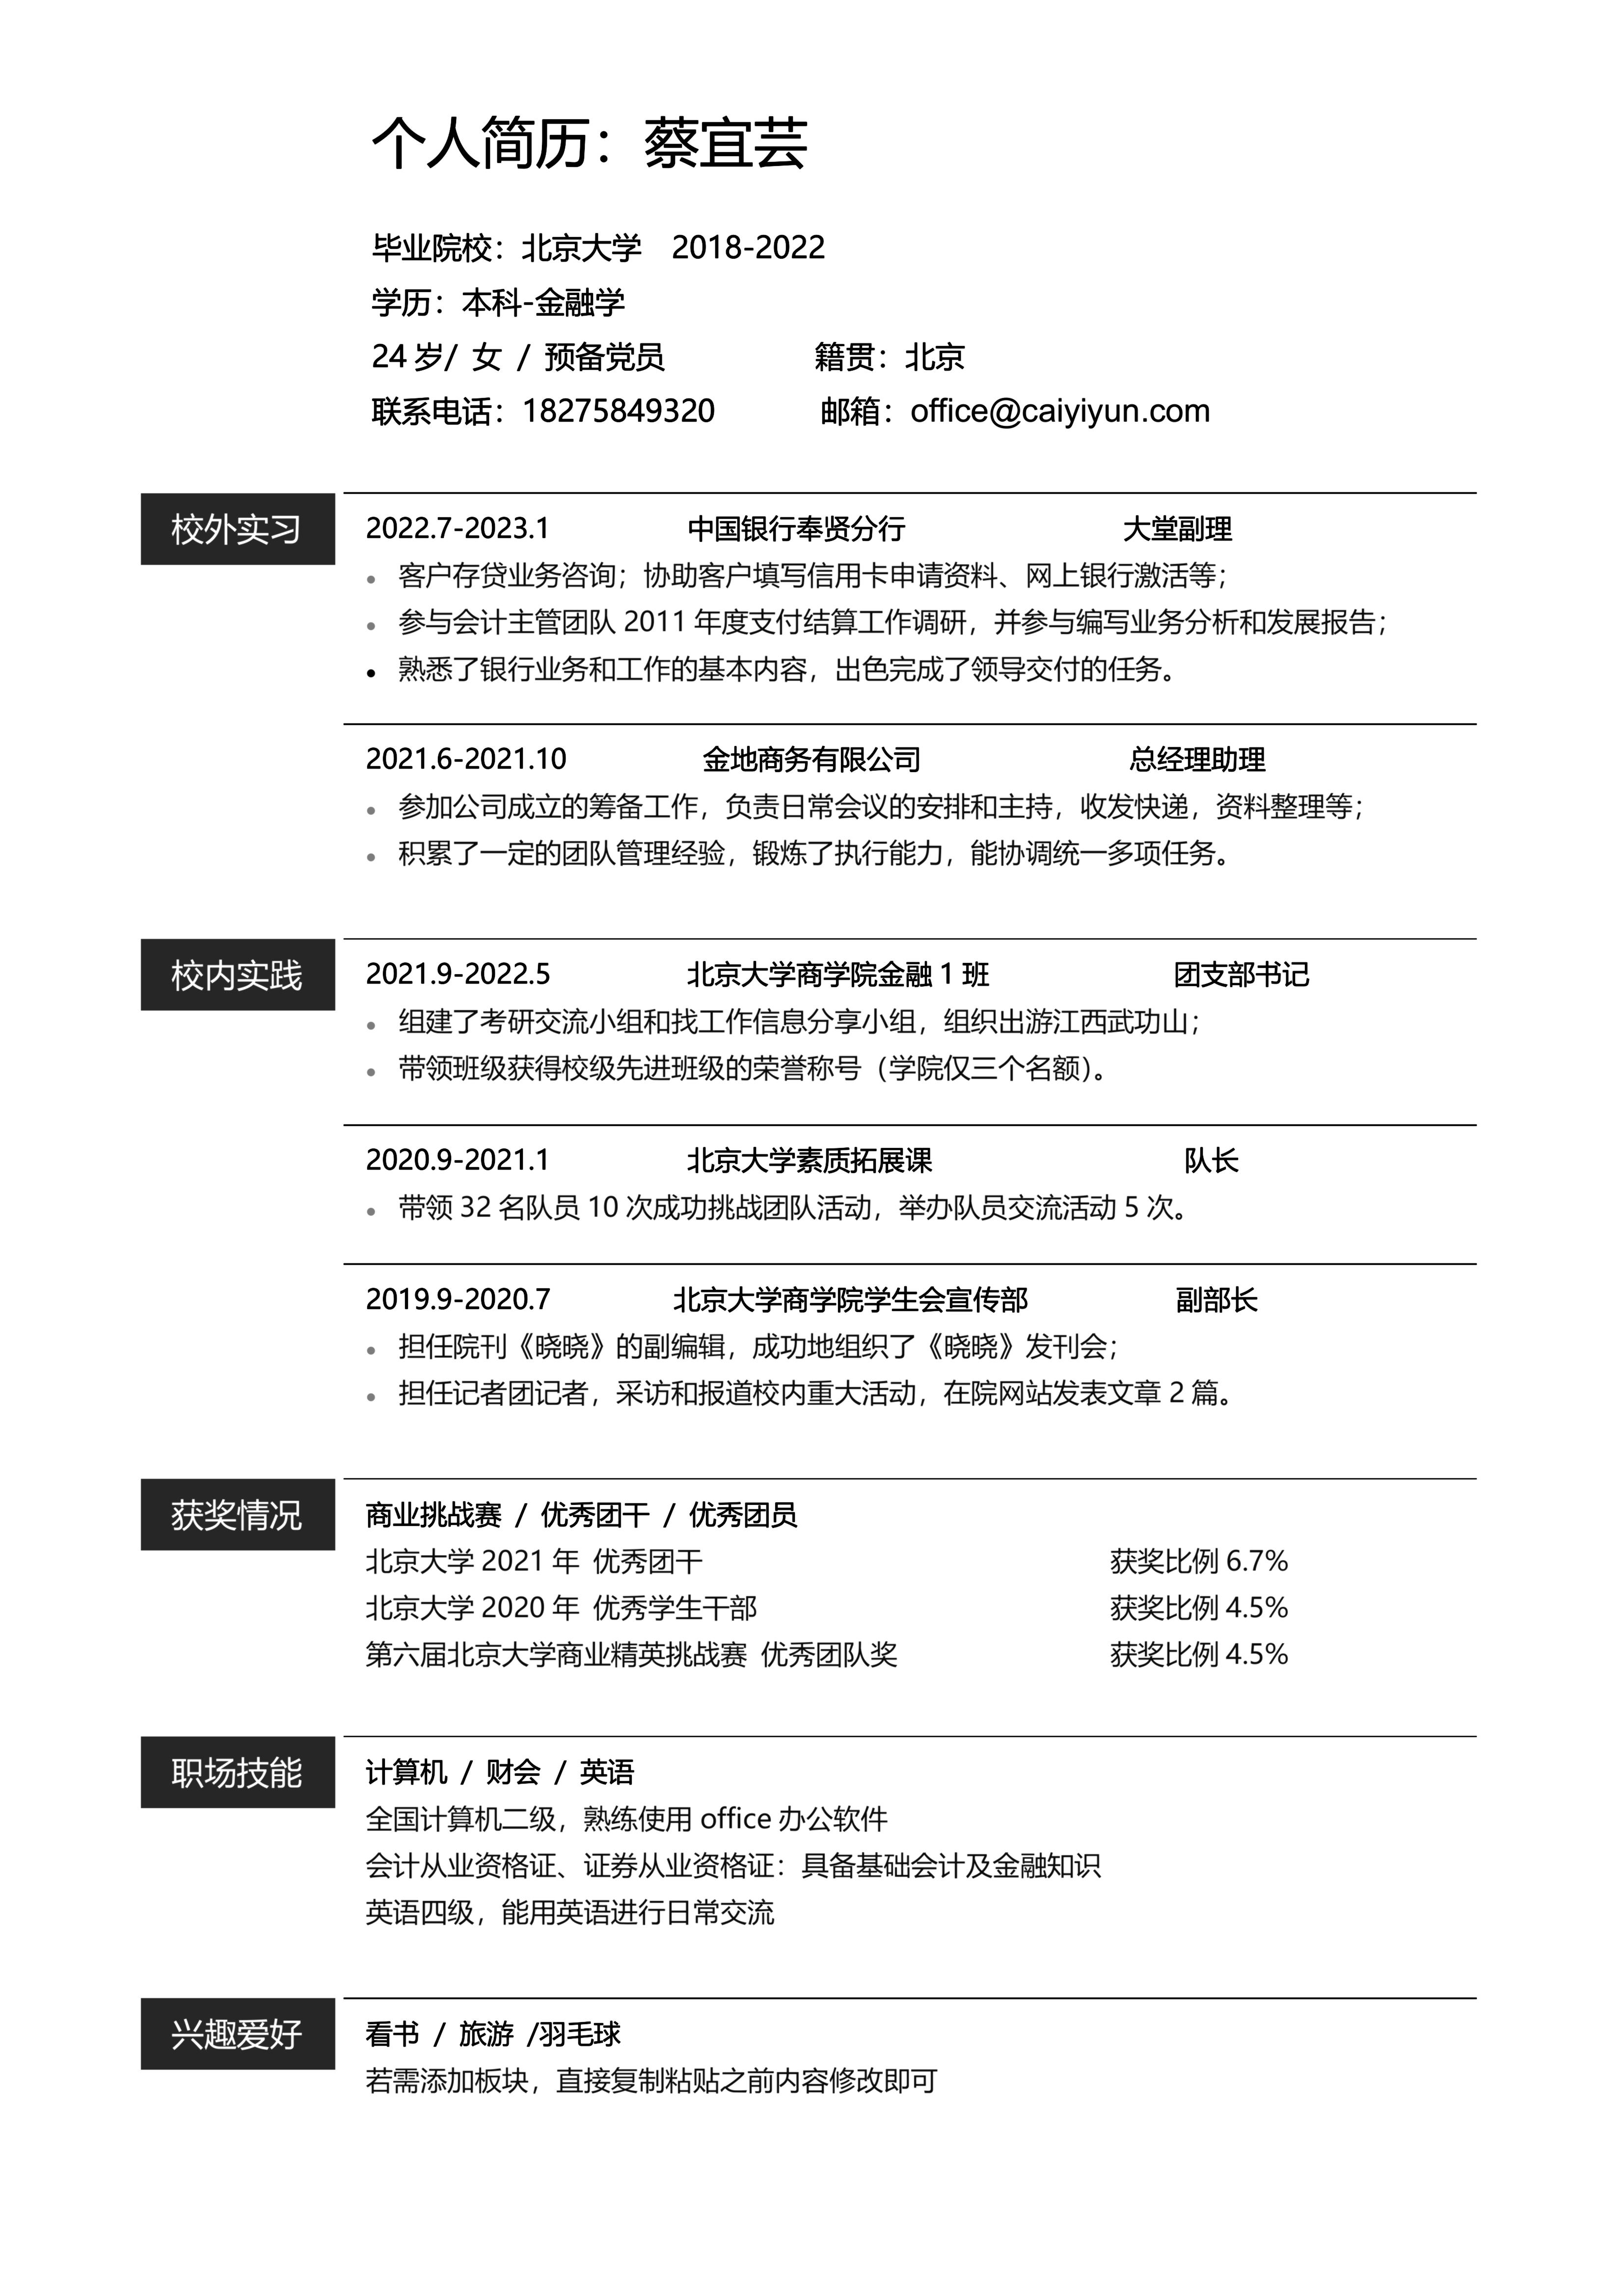 个人简历：蔡宜芸
毕业院校：北京大学 2018-2022
学历：本科-金融学
24岁/ 女 / 预备党员 籍贯：北京
联系电话：18275849320 邮箱：office@caiyiyun.com
校外实习
2022.7-2023.1 中国银行奉贤分行 大堂副理
• 客户存贷业务咨询；协助客户填写信用卡申请资料、网上银行激活等；
• 参与会计主管团队 2011 年度支付结算工作调研，并参与编写业务分析和发展报告；
• 熟悉了银行业务和工作的基本内容，出色完成了领导交付的任务。
2021.6-2021.10 金地商务有限公司 总经理助理
• 参加公司成立的筹备工作，负责日常会议的安排和主持，收发快递，资料整理等；
• 积累了一定的团队管理经验，锻炼了执行能力，能协调统一多项任务。
校内实践
2021.9-2022.5 北京大学商学院金融 1 班 团支部书记
• 组建了考研交流小组和找工作信息分享小组，组织出游江西武功山；
• 带领班级获得校级先进班级的荣誉称号（学院仅三个名额）。
2020.9-2021.1 北京大学素质拓展课 队长
• 带领 32 名队员 10 次成功挑战团队活动，举办队员交流活动 5 次。
2019.9-2020.7 北京大学商学院学生会宣传部 副部长
• 担任院刊《晓晓》的副编辑，成功地组织了《晓晓》发刊会；
• 担任记者团记者，采访和报道校内重大活动，在院网站发表文章 2 篇。
获奖情况
商业挑战赛 / 优秀团干 / 优秀团员
北京大学 2021 年 优秀团干 获奖比例 6.7%
北京大学 2020 年 优秀学生干部 获奖比例 4.5%
第六届北京大学商业精英挑战赛 优秀团队奖 获奖比例 4.5%
职场技能
计算机 / 财会 / 英语
全国计算机二级，熟练使用 office 办公软件
会计从业资格证、证券从业资格证：具备基础会计及金融知识
英语四级，能用英语进行日常交流
兴趣爱好
看书 / 旅游 /羽毛球
若需添加板块，直接复制粘贴之前内容修改即可